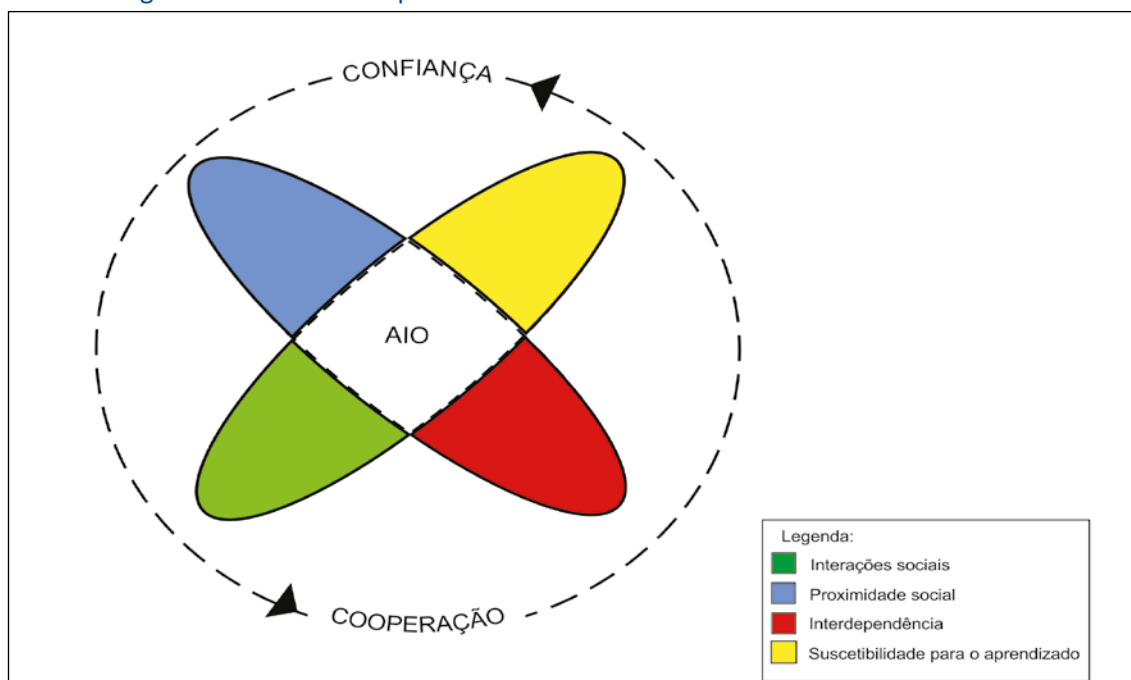 CONFIANÇA
AIO
COOPERAÇÃO
Legenda:
Interações sociais
Proximidade social
Interdependência
Suscetibilidade para o aprendizado